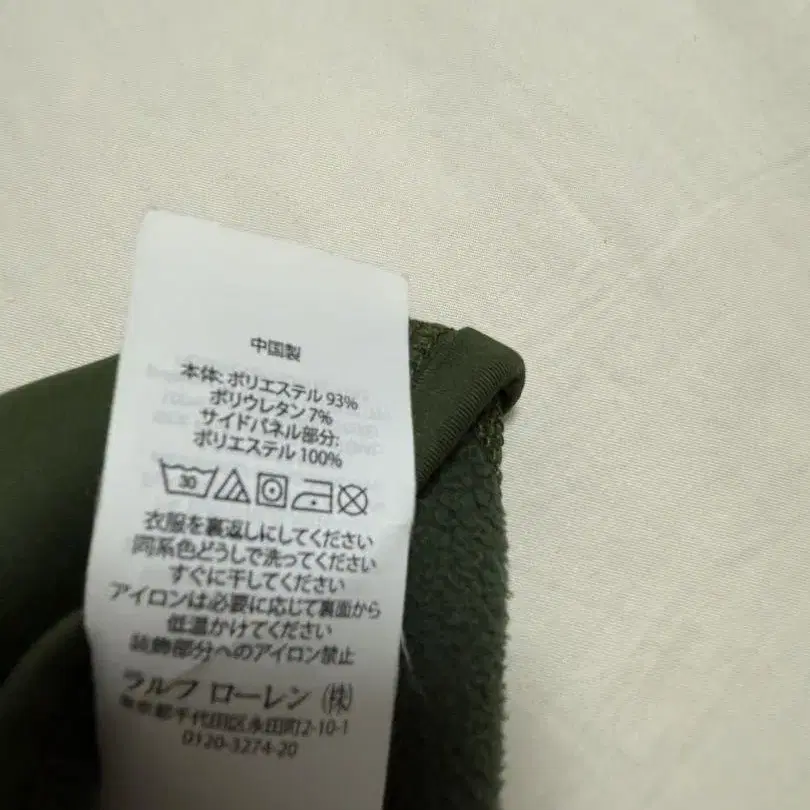 中国製
本体: ポリエステル 93%
ポリウレタン 7%
サイドパネル部分:
ポリエステル 100%
30
衣服を裏返しにしてください
同系色どうしで洗ってください
すぐに干してください
アイロンは必要に応じて裏面から
低温かけてください
装飾部分へのアイロン禁止
ラルフ ローレン (株)
東京都千代田区永田町2-10-1
0120-3274-20